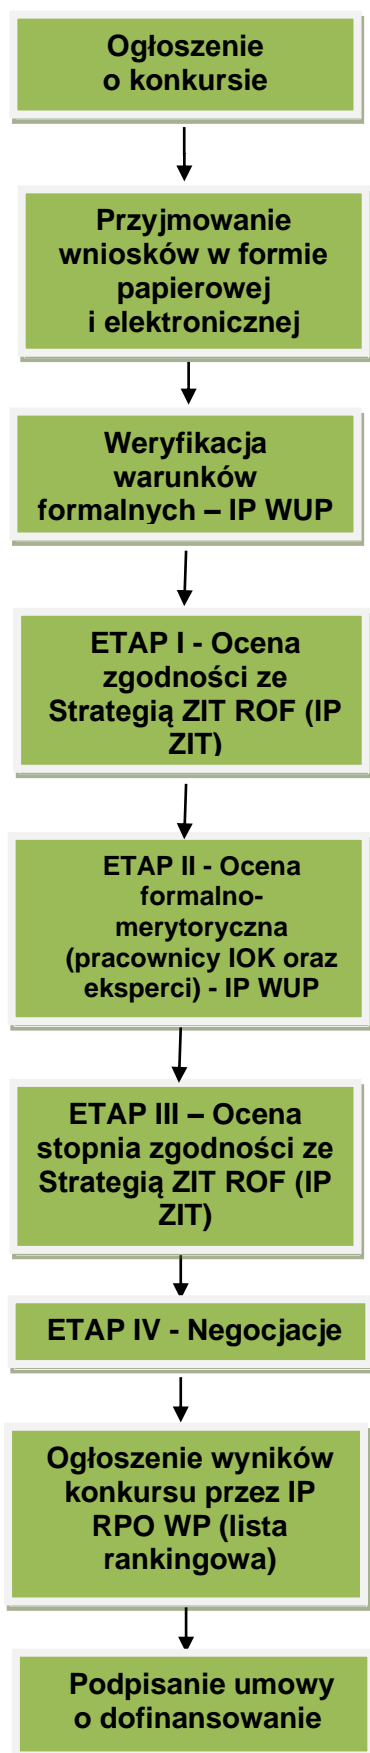 Ogłoszenie
o konkursie
Przyjmowanie
wniosków w formie
papierowej
i elektronicznej
Weryfikacja
warunków
formalnych – IP WUP
ETAP I - Ocena
zgodności ze
Strategią ZIT ROF (IP
ZIT)
ETAP II - Ocena
formalno-
merytoryczna
(pracownicy IOK oraz
eksperci) - IP WUP
ETAP III – Ocena
stopnia zgodności ze
Strategią ZIT ROF (IP
ZIT)
ETAP IV - Negocjacje
Ogłoszenie wyników
konkursu przez IP
RPO WP (lista
rankingowa)
Podpisanie umowy
o dofinansowanie